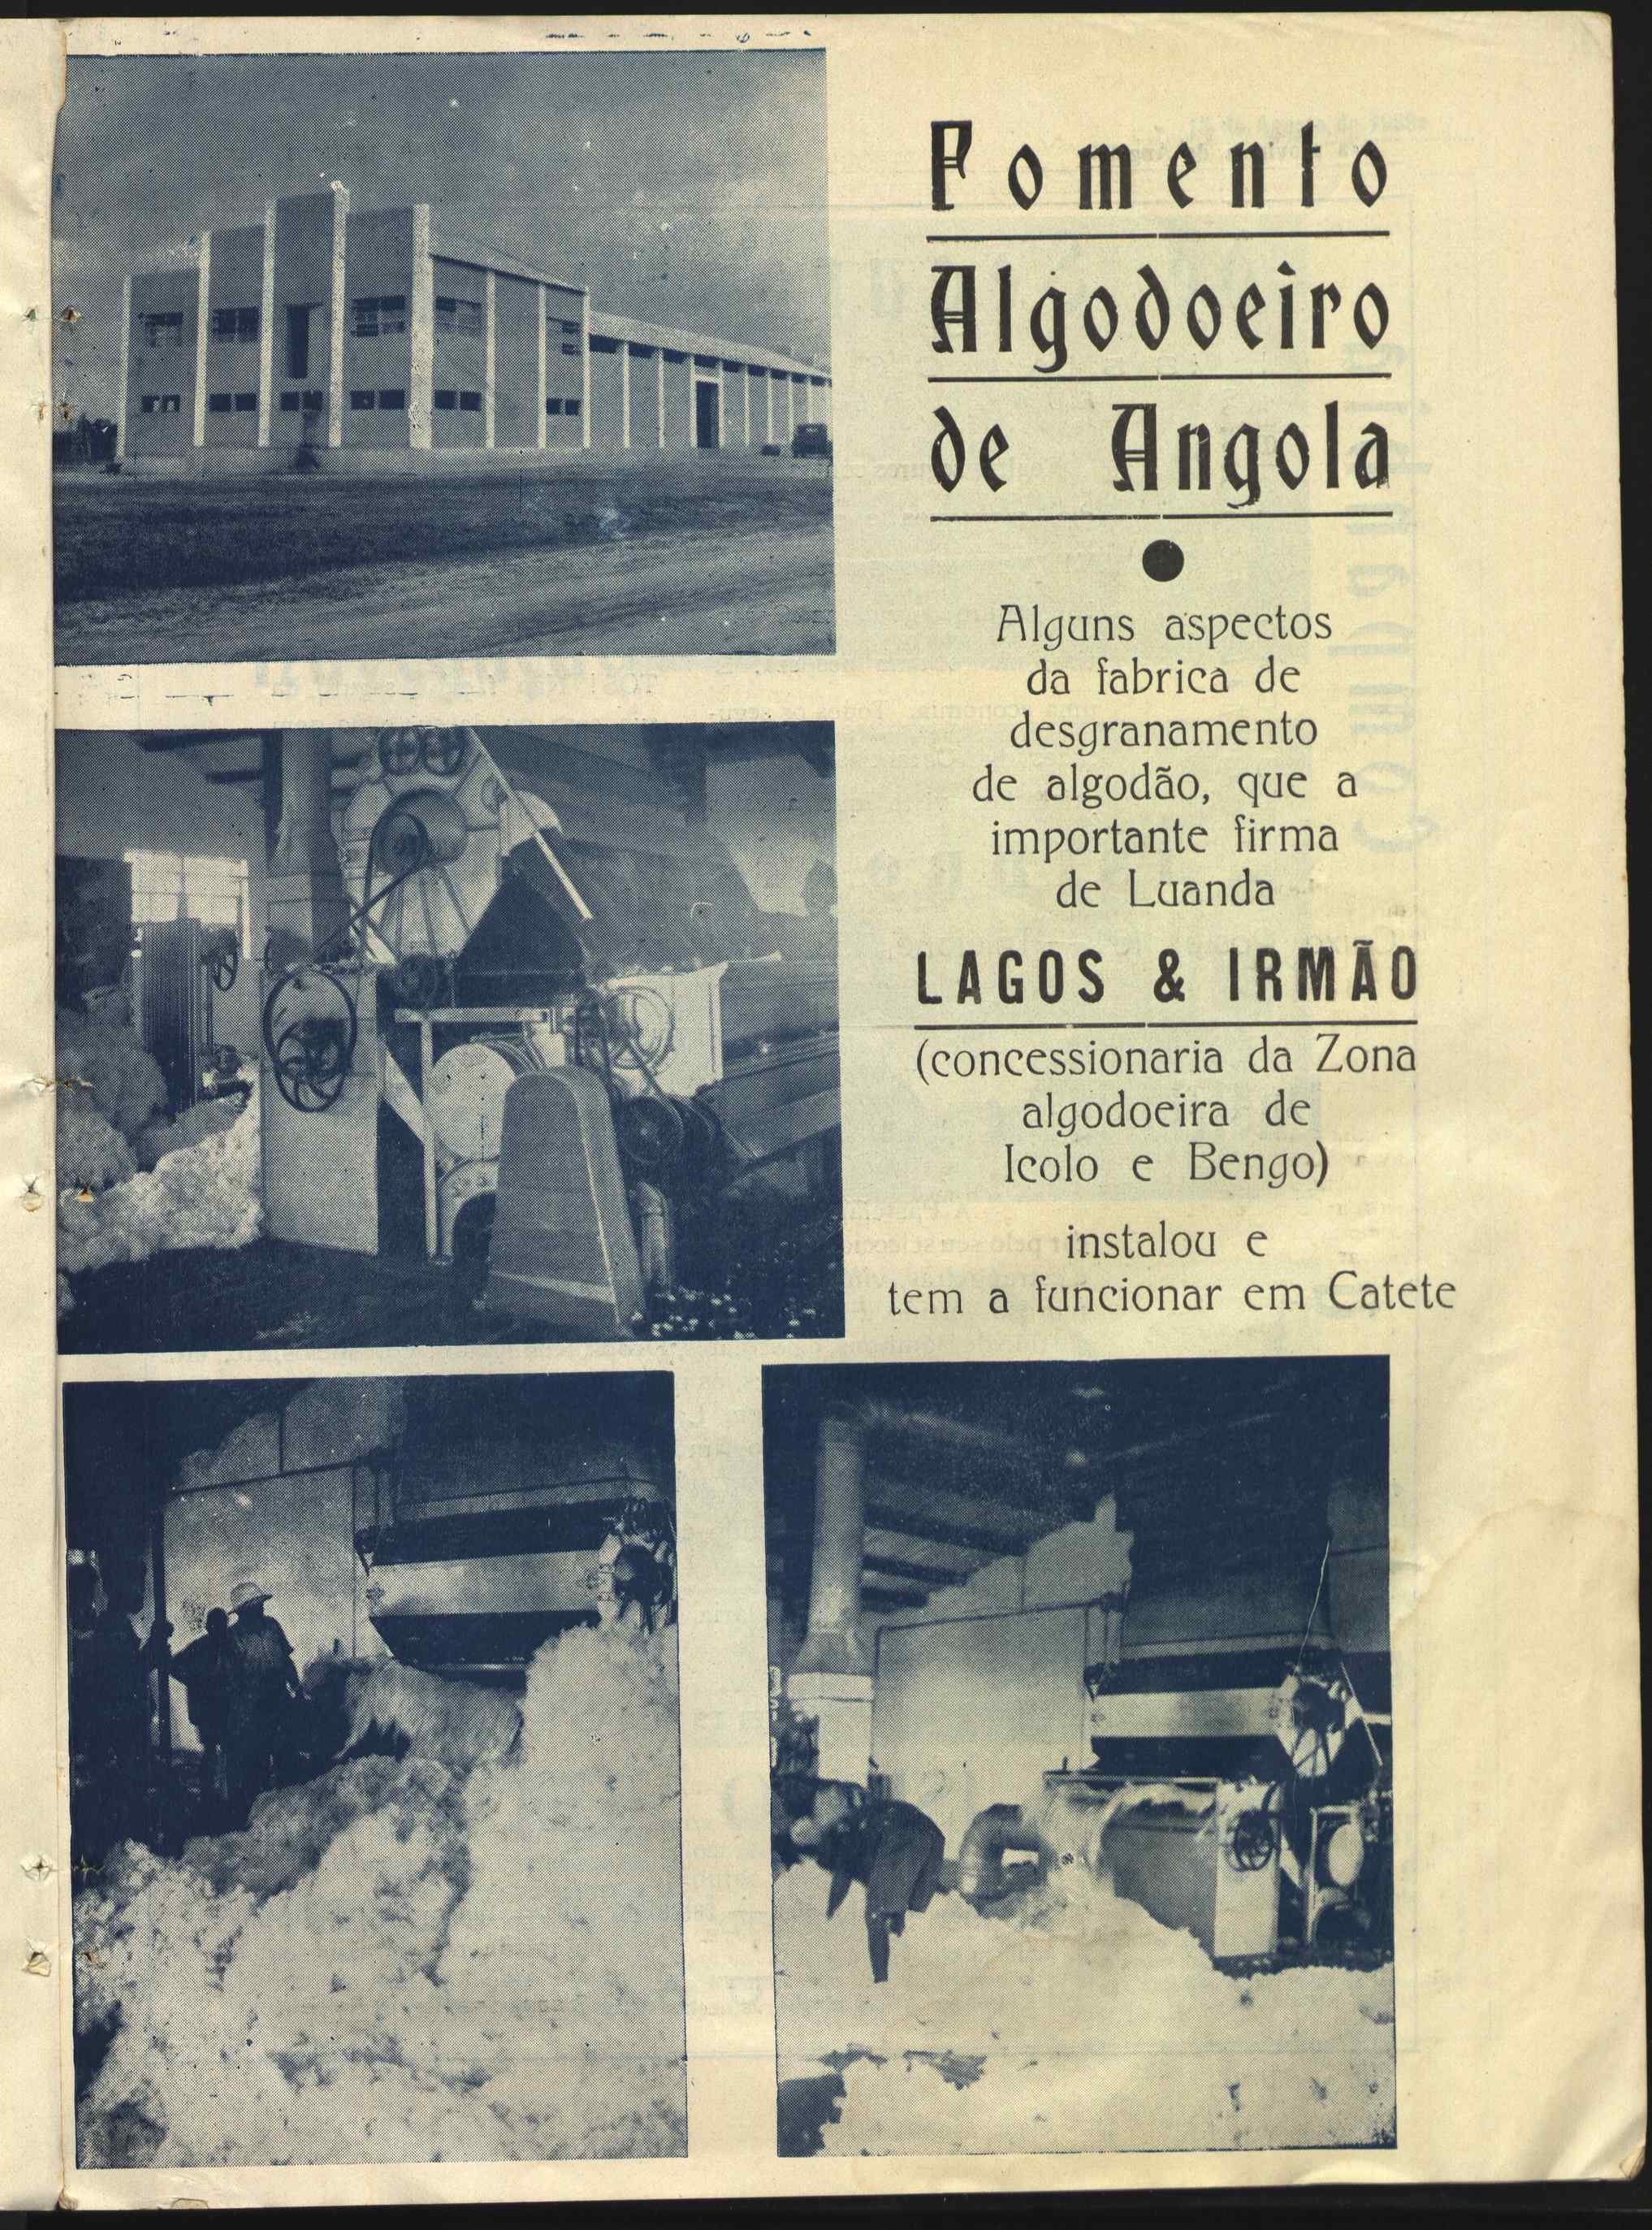 Fomento
Algodoeiro
de Angola
Alguns aspectos
da fabrica de
desgranamento
de algodão, que a
importante firma
de Luanda
LAGOS & IRMÃO
(concessionaria da Zona
algodoeira de
Icolo e Bengo)
instalou e
tem a funcionar em Catete